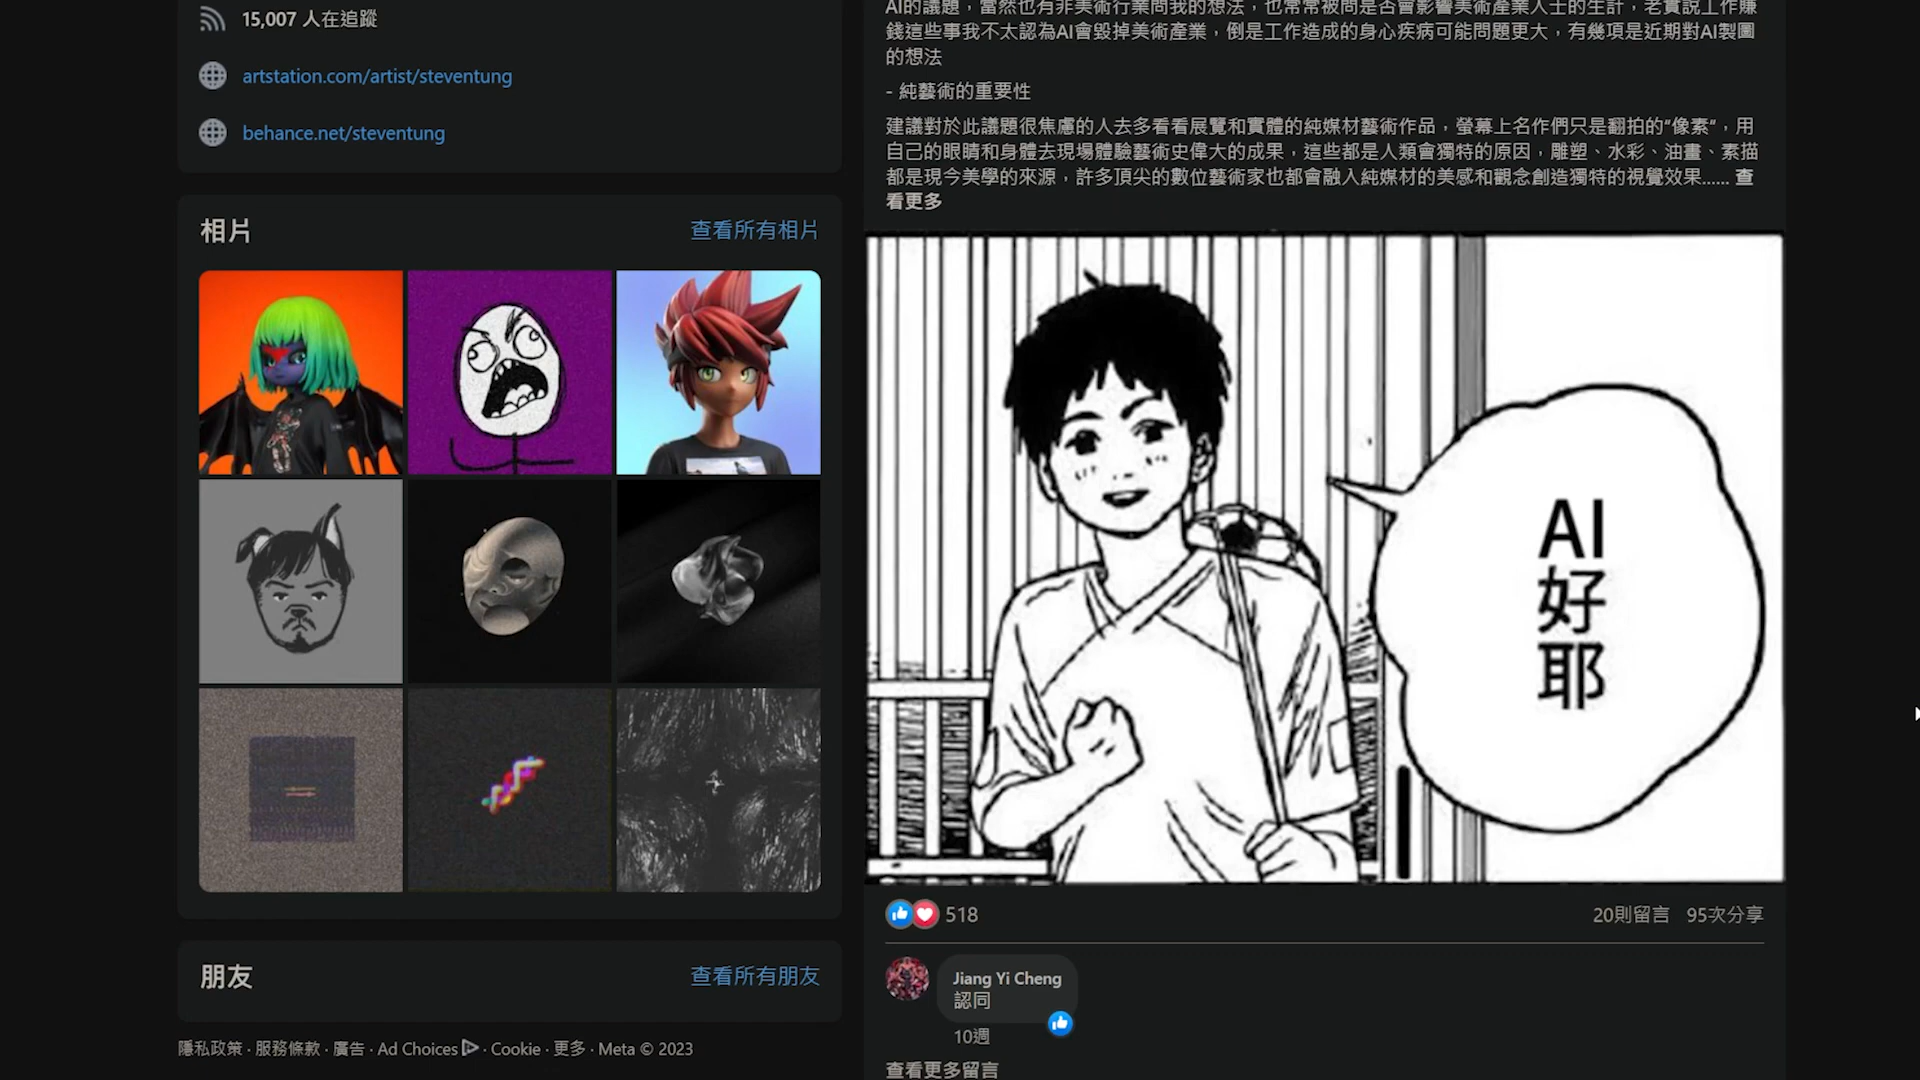 15,007 人在追蹤
artstation.com/artist/steventung
behance.net/steventung
相片
查看所有相片
朋友
查看所有朋友
隱私政策 · 服務條款 · 廣告 · Ad Choices · Cookie · 更多 · Meta © 2023
AI的議題，當然也有非美術行業問我的想法，也常常被問是否會影響美術產業人士的生計，老實說工作賺
錢這些事我不太認為AI會毀掉美術產業，倒是工作造成的身心疾病可能問題更大，有幾項是近期對AI製圖
的想法
- 純藝術的重要性
建議對於此議題很焦慮的人去多看看展覽和實體的純媒材藝術作品，螢幕上名作們只是翻拍的“像素“，用
自己的眼睛和身體去現場體驗藝術史偉大的成果，這些都是人類會獨特的原因，雕塑、水彩、油畫、素描
都是現今美學的來源，許多頂尖的數位藝術家也都會融入純媒材的美感和觀念創造獨特的視覺效果...... 查
看更多
AI好耶
518
20則留言 95次分享
Jiang Yi Cheng
認同
10週
查看更多留言